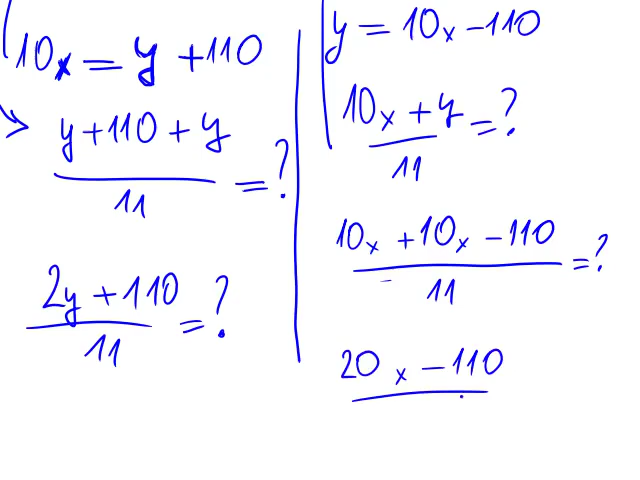 10x = y + 110
y + 110 + y
11
= ?
2y + 110
11
= ?
y = 10x - 110
10x + y
11
= ?
10x + 10x - 110
11
= ?
20x - 110